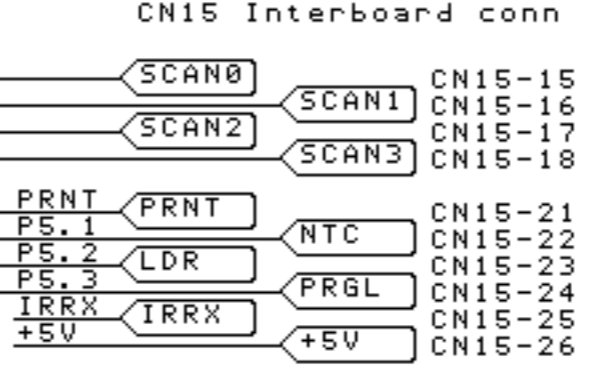 CN15 Interboard conn
SCAN0 CN15-15
SCAN1 CN15-16
SCAN2 CN15-17
SCAN3 CN15-18
PRNT PRNT CN15-21
P5.1 NTC CN15-22
P5.2 LDR CN15-23
P5.3 PRGL CN15-24
IRRX IRRX CN15-25
+5V +5V CN15-26